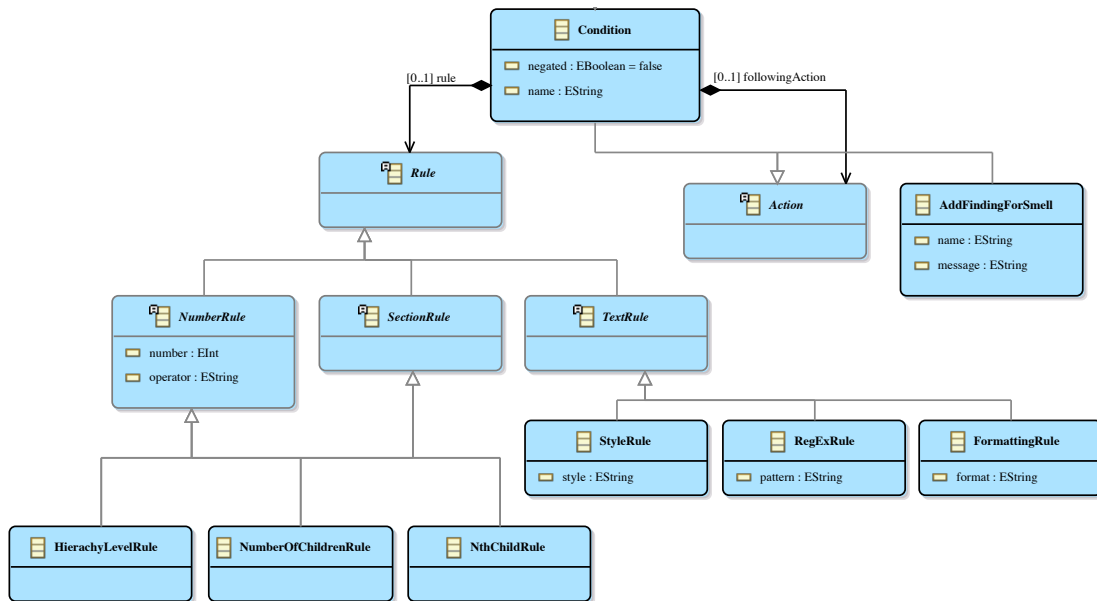 Condition
negated : EBoolean = false
name : EString
[0..1] rule
[0..1] followingAction
Rule
Action
AddFindingForSmell
name : EString
message : EString
NumberRule
number : EInt
operator : EString
SectionRule
TextRule
StyleRule
style : EString
RegExRule
pattern : EString
FormattingRule
format : EString
HierachyLevelRule
NumberOfChildrenRule
NthChildRule